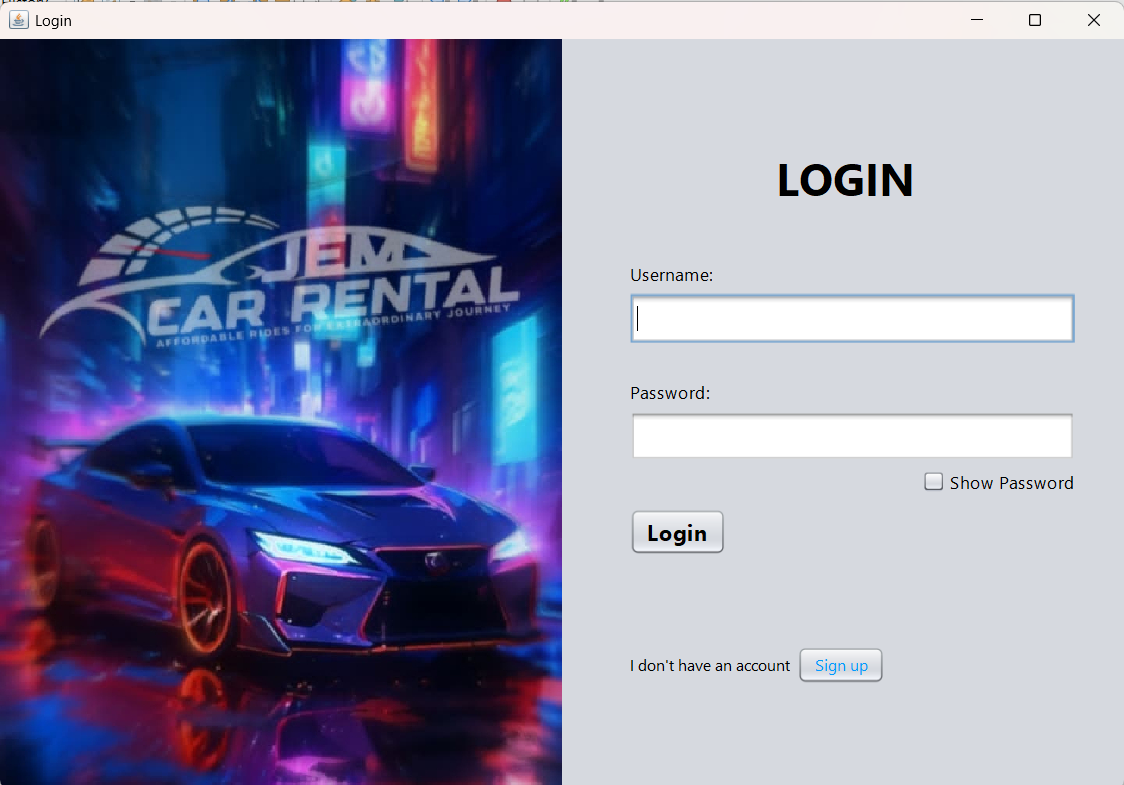 Login
JEM
CAR RENTAL
AFFORDABLE RIDES FOR EXTRAORDINARY JOURNEY
LOGIN
Username:
Password:
Show Password
Login
I don't have an account
Sign up